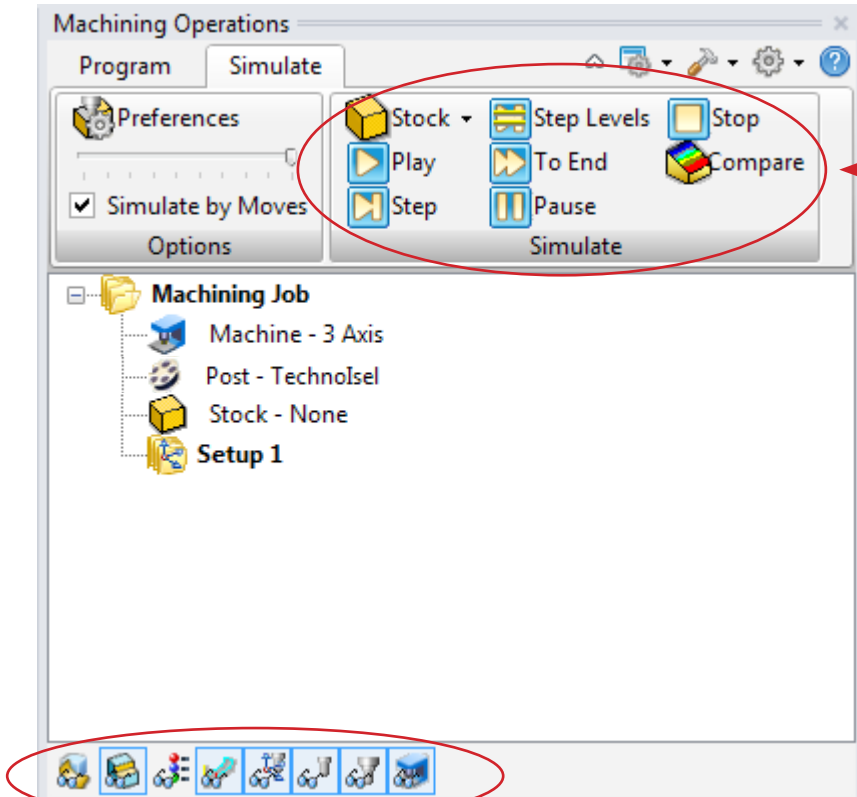 Machining Operations
Program Simulate
Preferences
Simulate by Moves
Options
Stock Step Levels Stop
Play To End Compare
Step Pause
Simulate
Machining Job
Machine - 3 Axis
Post - TechnoIsel
Stock - None
Setup 1